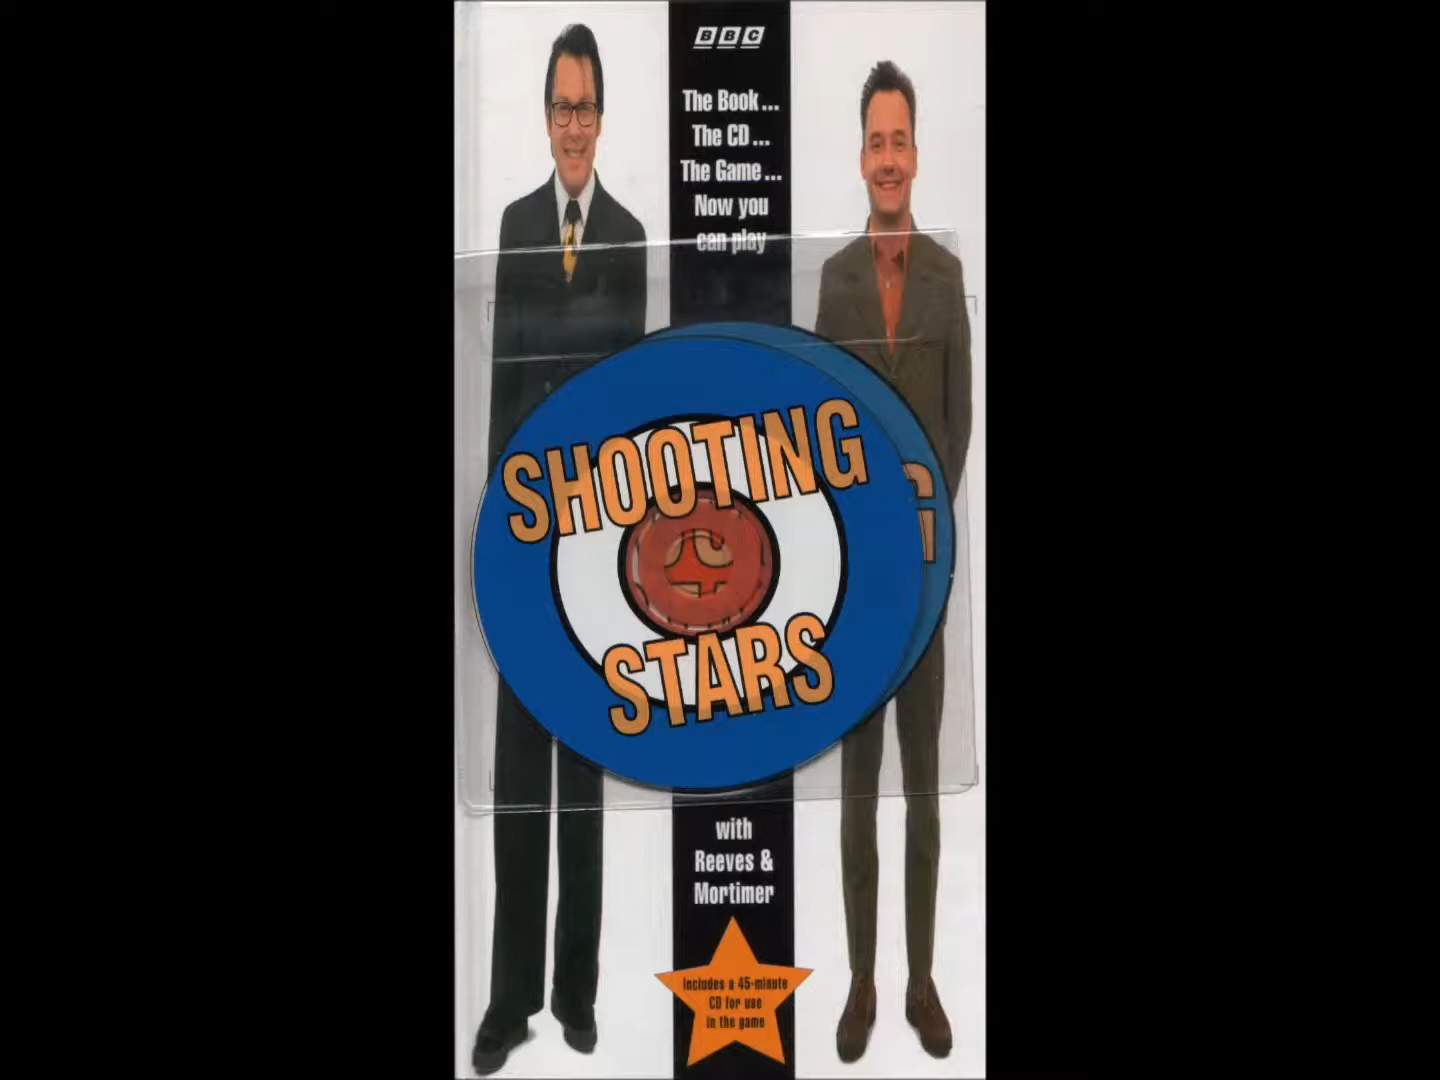 BBC
The Book...
The CD...
The Game...
Now you
can play
SHOOTING
STARS
with
Reeves &
Mortimer
Includes a 45-minute
CD for use
in the game